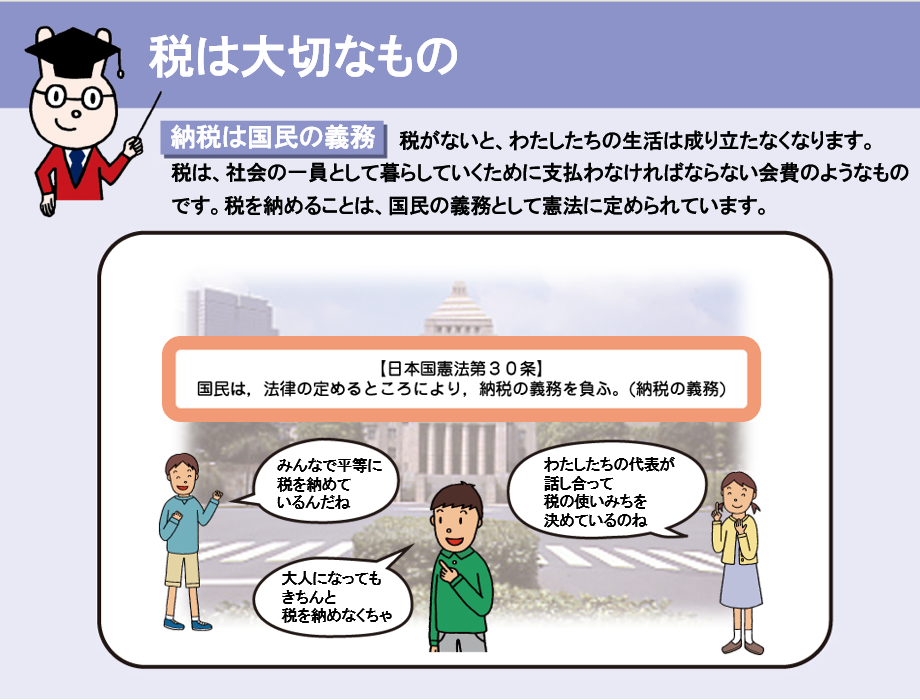 税は大切なもの
納税は国民の義務 税がないと、わたしたちの生活は成り立たなくなります。
税は、社会の一員として暮らしていくために支払わなければならない会費のようなもの
です。税を納めることは、国民の義務として憲法に定められています。
【日本国憲法第３０条】
国民は，法律の定めるところにより，納税の義務を負ふ。（納税の義務）
みんなで平等に
税を納めて
いるんだね
わたしたちの代表が
話し合って
税の使いみちを
決めているのね
大人になっても
きちんと
税を納めなくちゃ